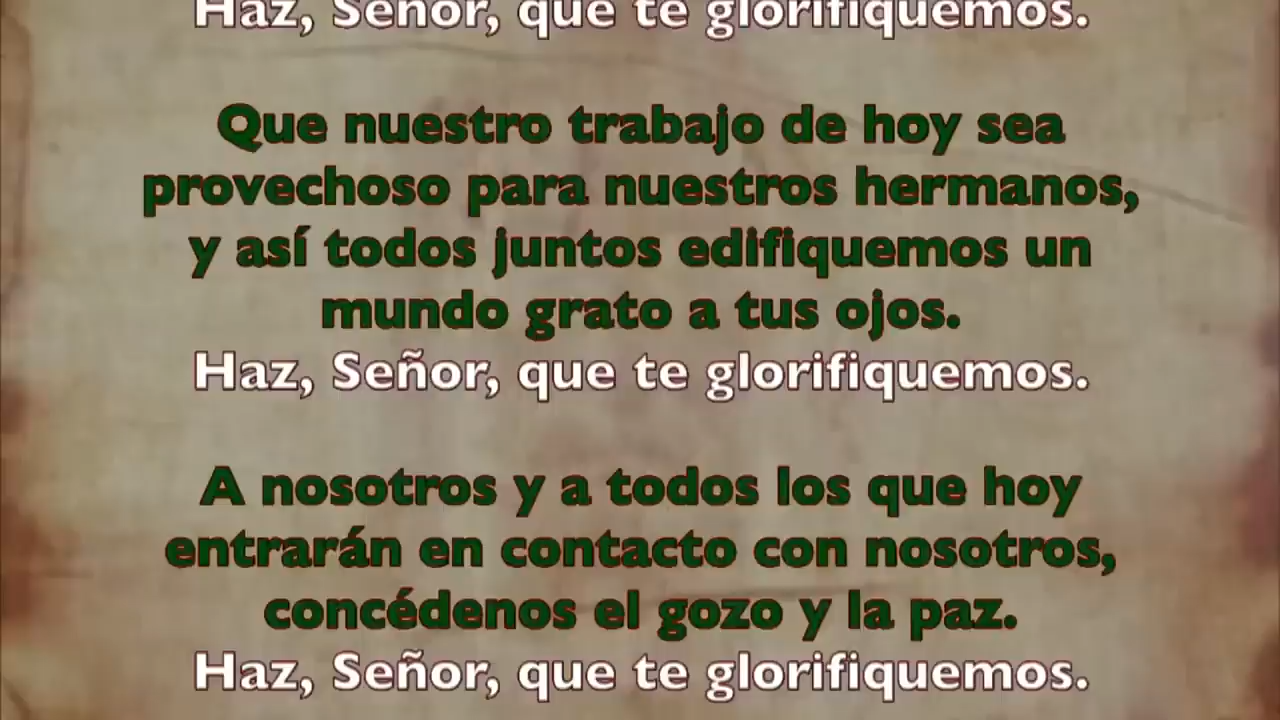 Haz, Señor, que te glorifiquemos.
Que nuestro trabajo de hoy sea
provechoso para nuestros hermanos,
y así todos juntos edifiquemos un
mundo grato a tus ojos.
Haz, Señor, que te glorifiquemos.
A nosotros y a todos los que hoy
entrarán en contacto con nosotros,
concédenos el gozo y la paz.
Haz, Señor, que te glorifiquemos.